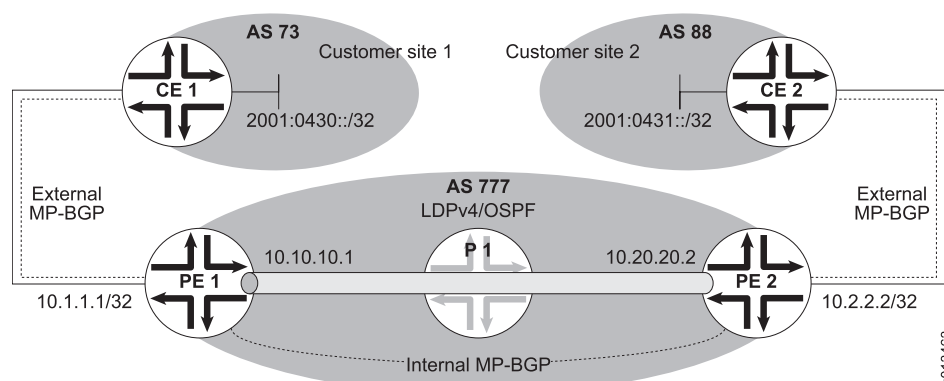 AS 73
Customer site 1
CE 1
2001:0430::/32
AS 88
Customer site 2
CE 2
2001:0431::/32
External
MP-BGP
External
MP-BGP
AS 777
LDPv4/OSPF
P 1
10.10.10.1
10.20.20.2
PE 1
PE 2
10.1.1.1/32
10.2.2.2/32
Internal MP-BGP